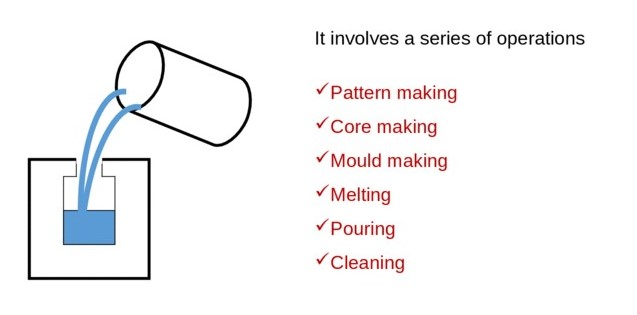 It involves a series of operations
✓Pattern making
✓Core making
✓Mould making
✓Melting
✓Pouring
✓Cleaning